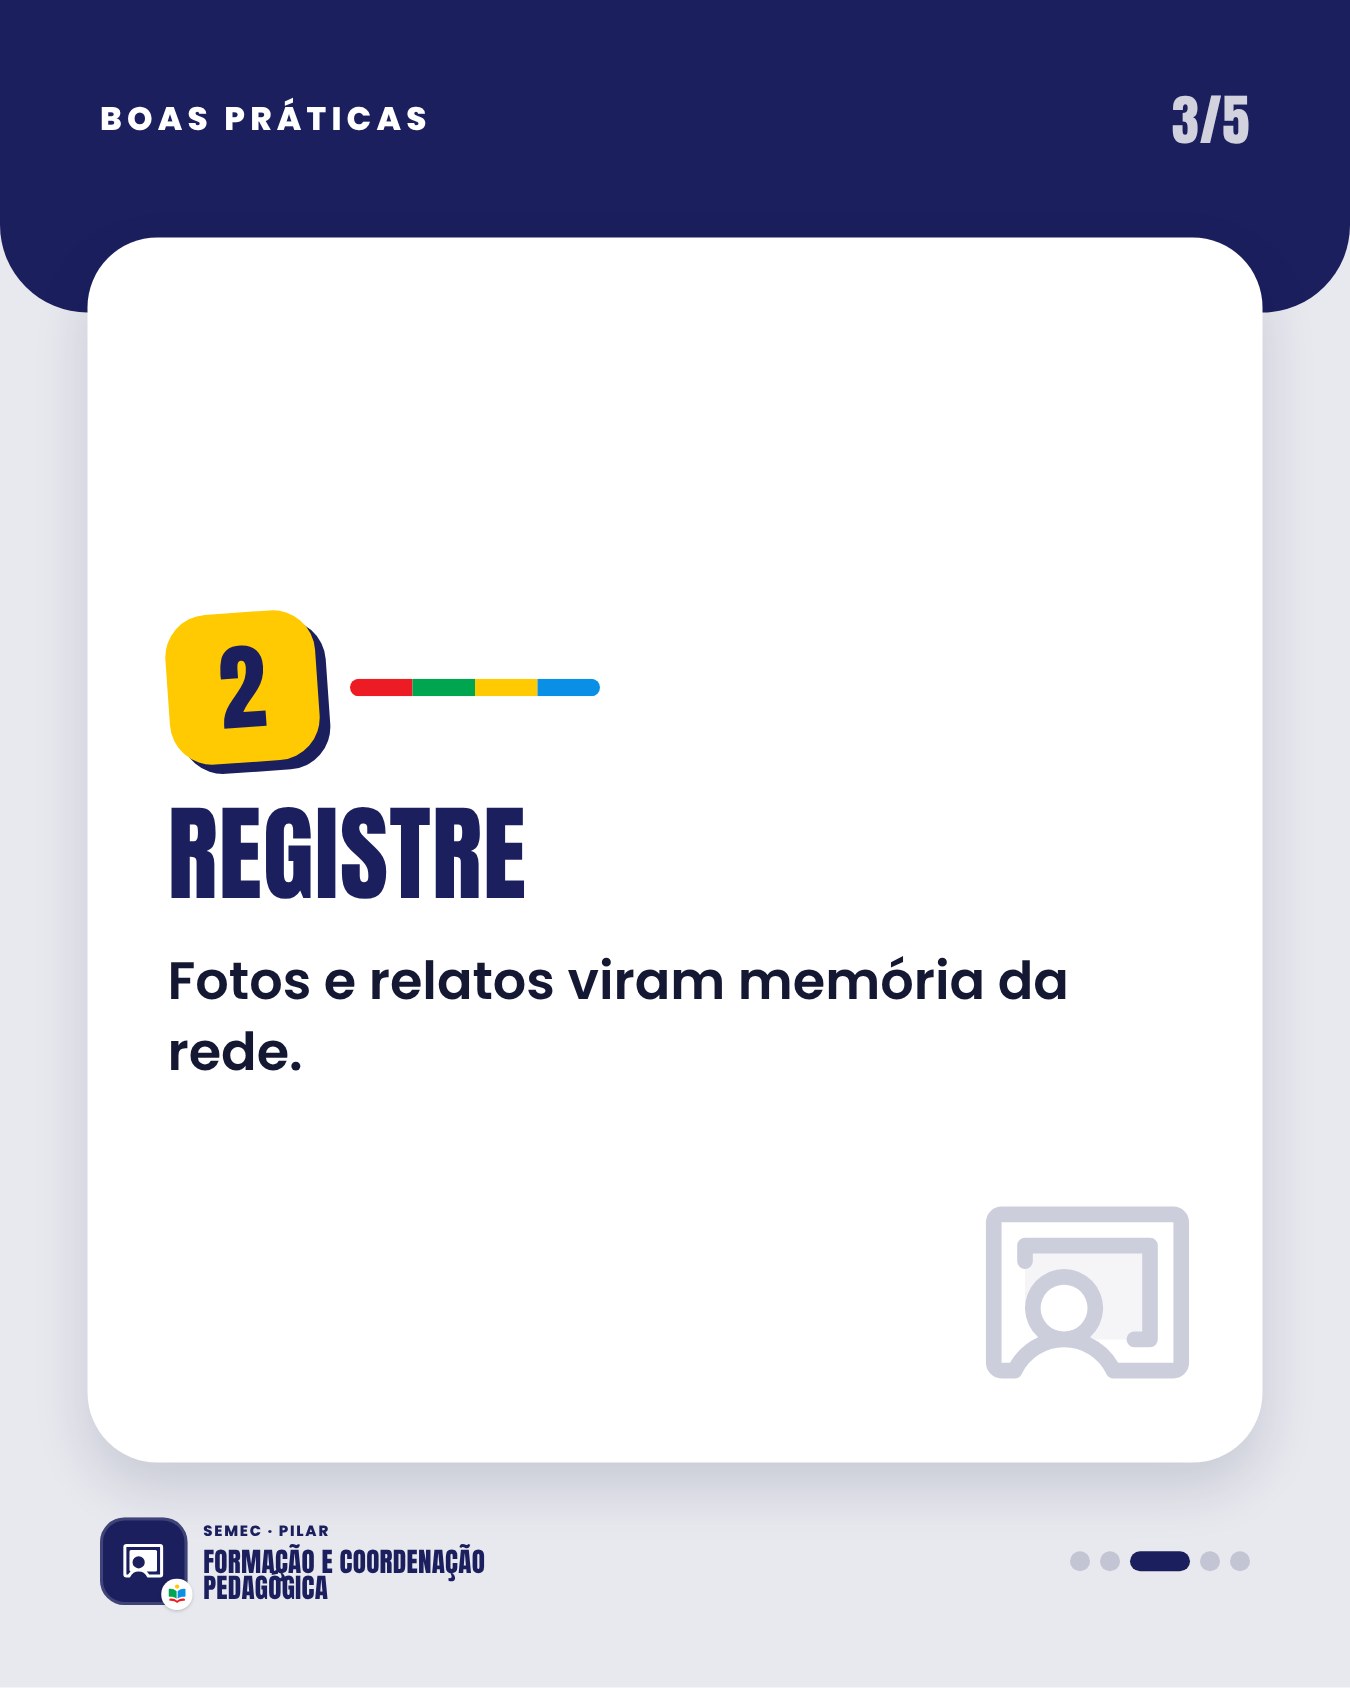 BOAS PRÁTICAS
3/5
2
REGISTRE
Fotos e relatos viram memória da
rede.
SEMEC · PILAR
FORMAÇÃO E COORDENAÇÃO
PEDAGÓGICA